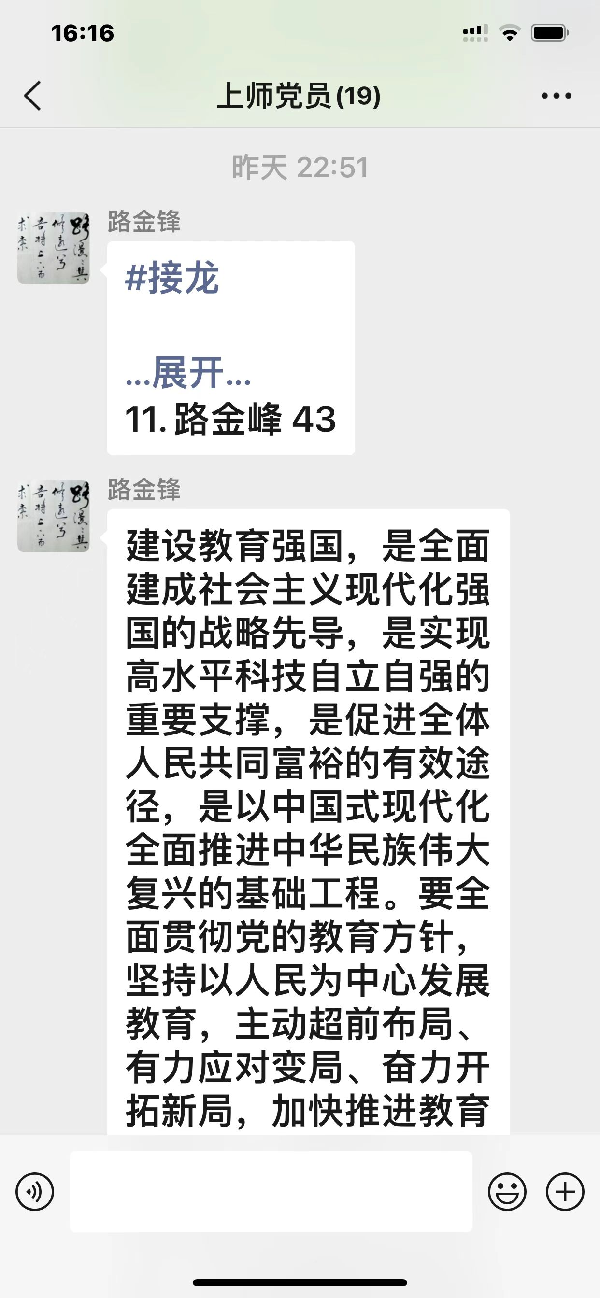 16:16
上师党员(19)
昨天 22:51
路金锋
#接龙
...展开...
11. 路金峰 43
路金锋
建设教育强国，是全面
建成社会主义现代化强
国的战略先导，是实现
高水平科技自立自强的
重要支撑，是促进全体
人民共同富裕的有效途
径，是以中国式现代化
全面推进中华民族伟大
复兴的基础工程。要全
面贯彻党的教育方针，
坚持以人民为中心发展
教育，主动超前布局、
有力应对变局、奋力开
拓新局，加快推进教育